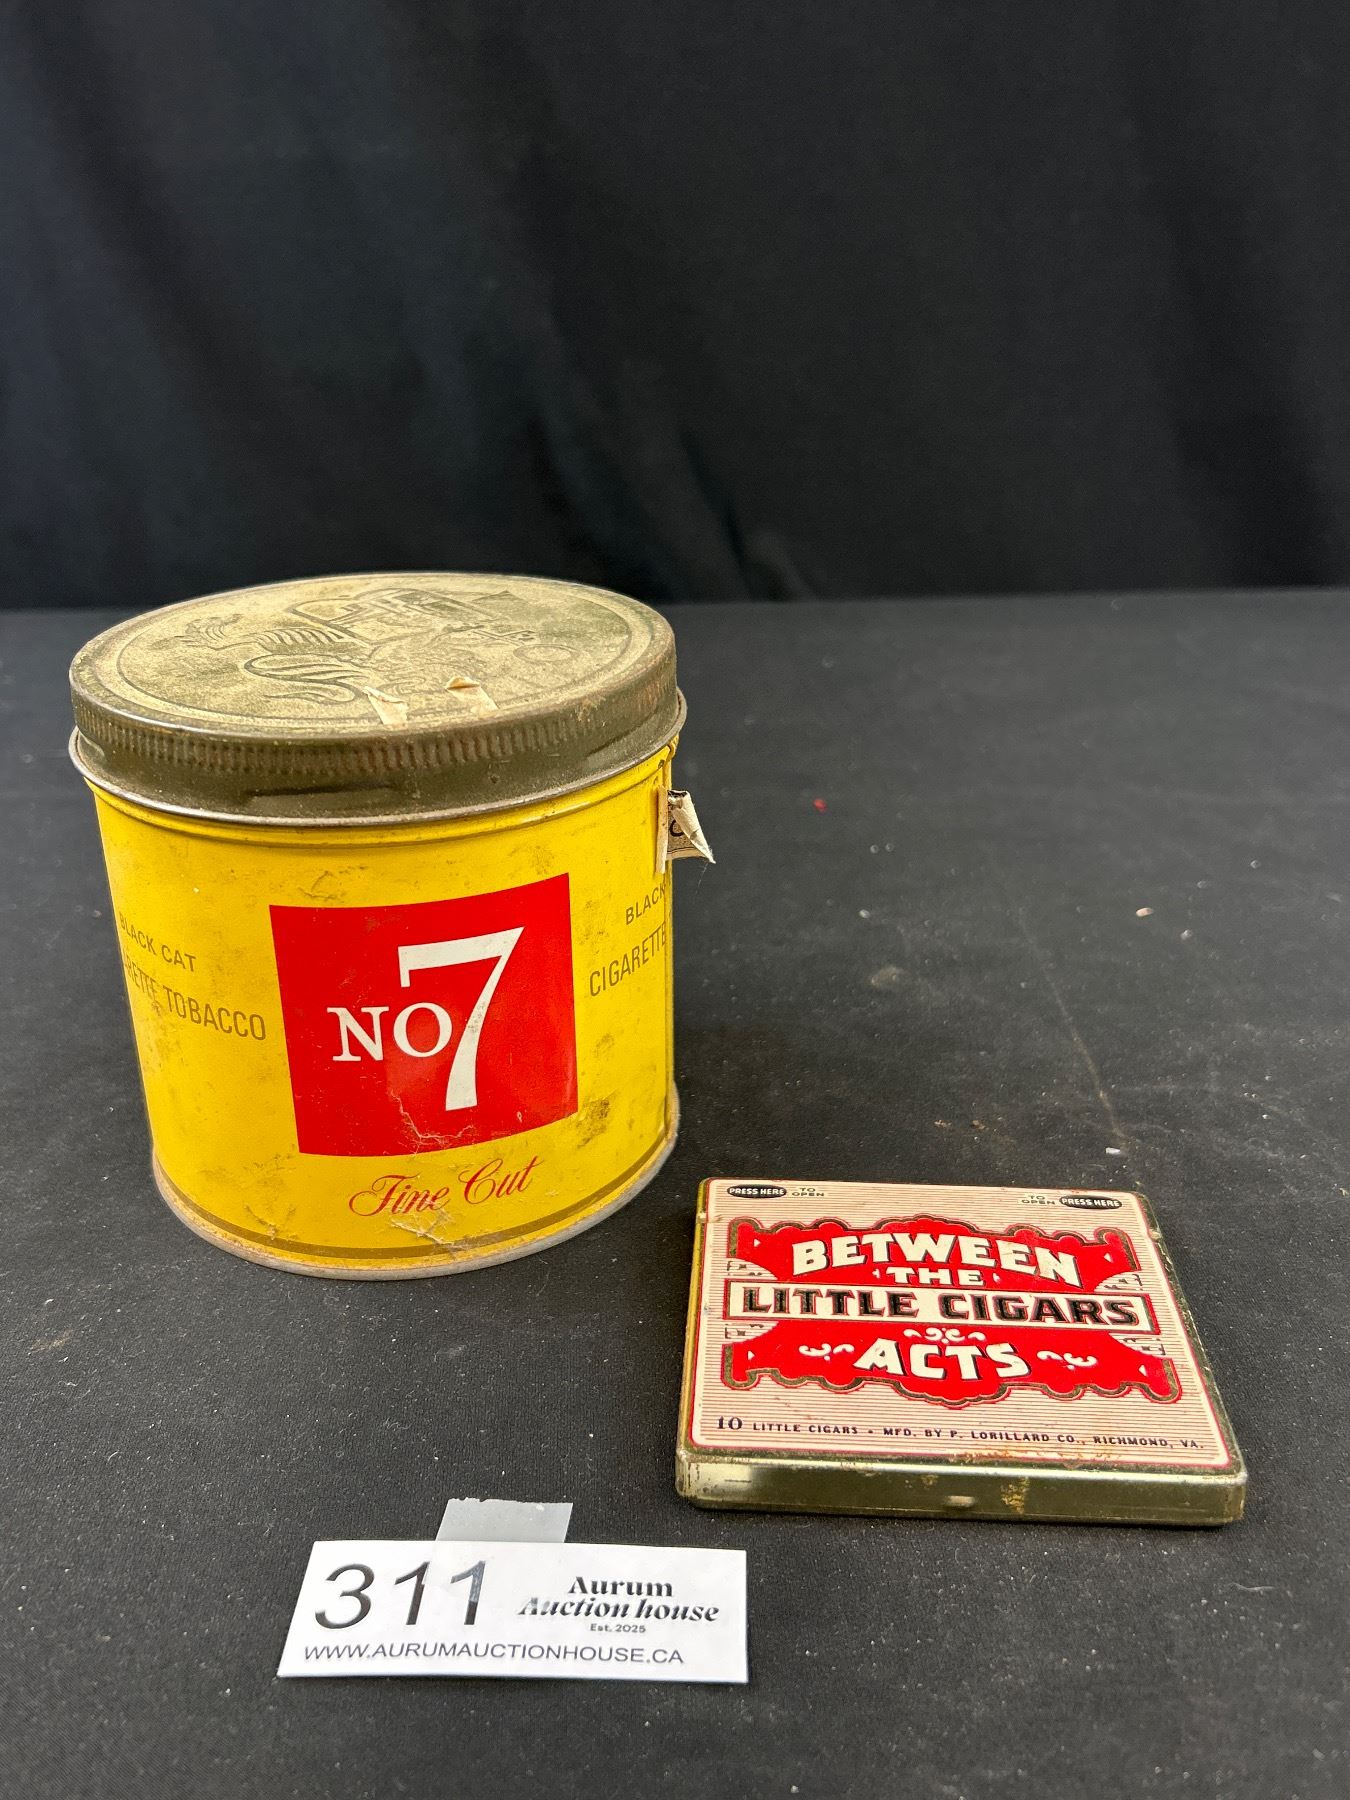 BLACK CAT
TOBACCO
NO 7
Fine Cut
BLACK
CIGARETTE
PRESS HERE TO OPEN
TO OPEN PRESS HERE
BETWEEN
THE
LITTLE CIGARS
ACTS
10 LITTLE CIGARS • MFD. BY P. LORILLARD CO., RICHMOND, VA.
311
Aurum
Auction house
Est. 2025
WWW.AURUMAUCTIONHOUSE.CA